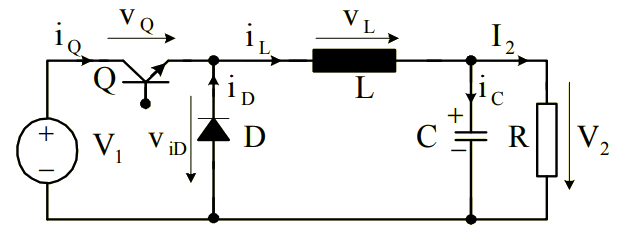 i_Q v_Q i_L v_L I_2
Q i_D L i_C
+ V_1 v_iD D C + R V_2
− −